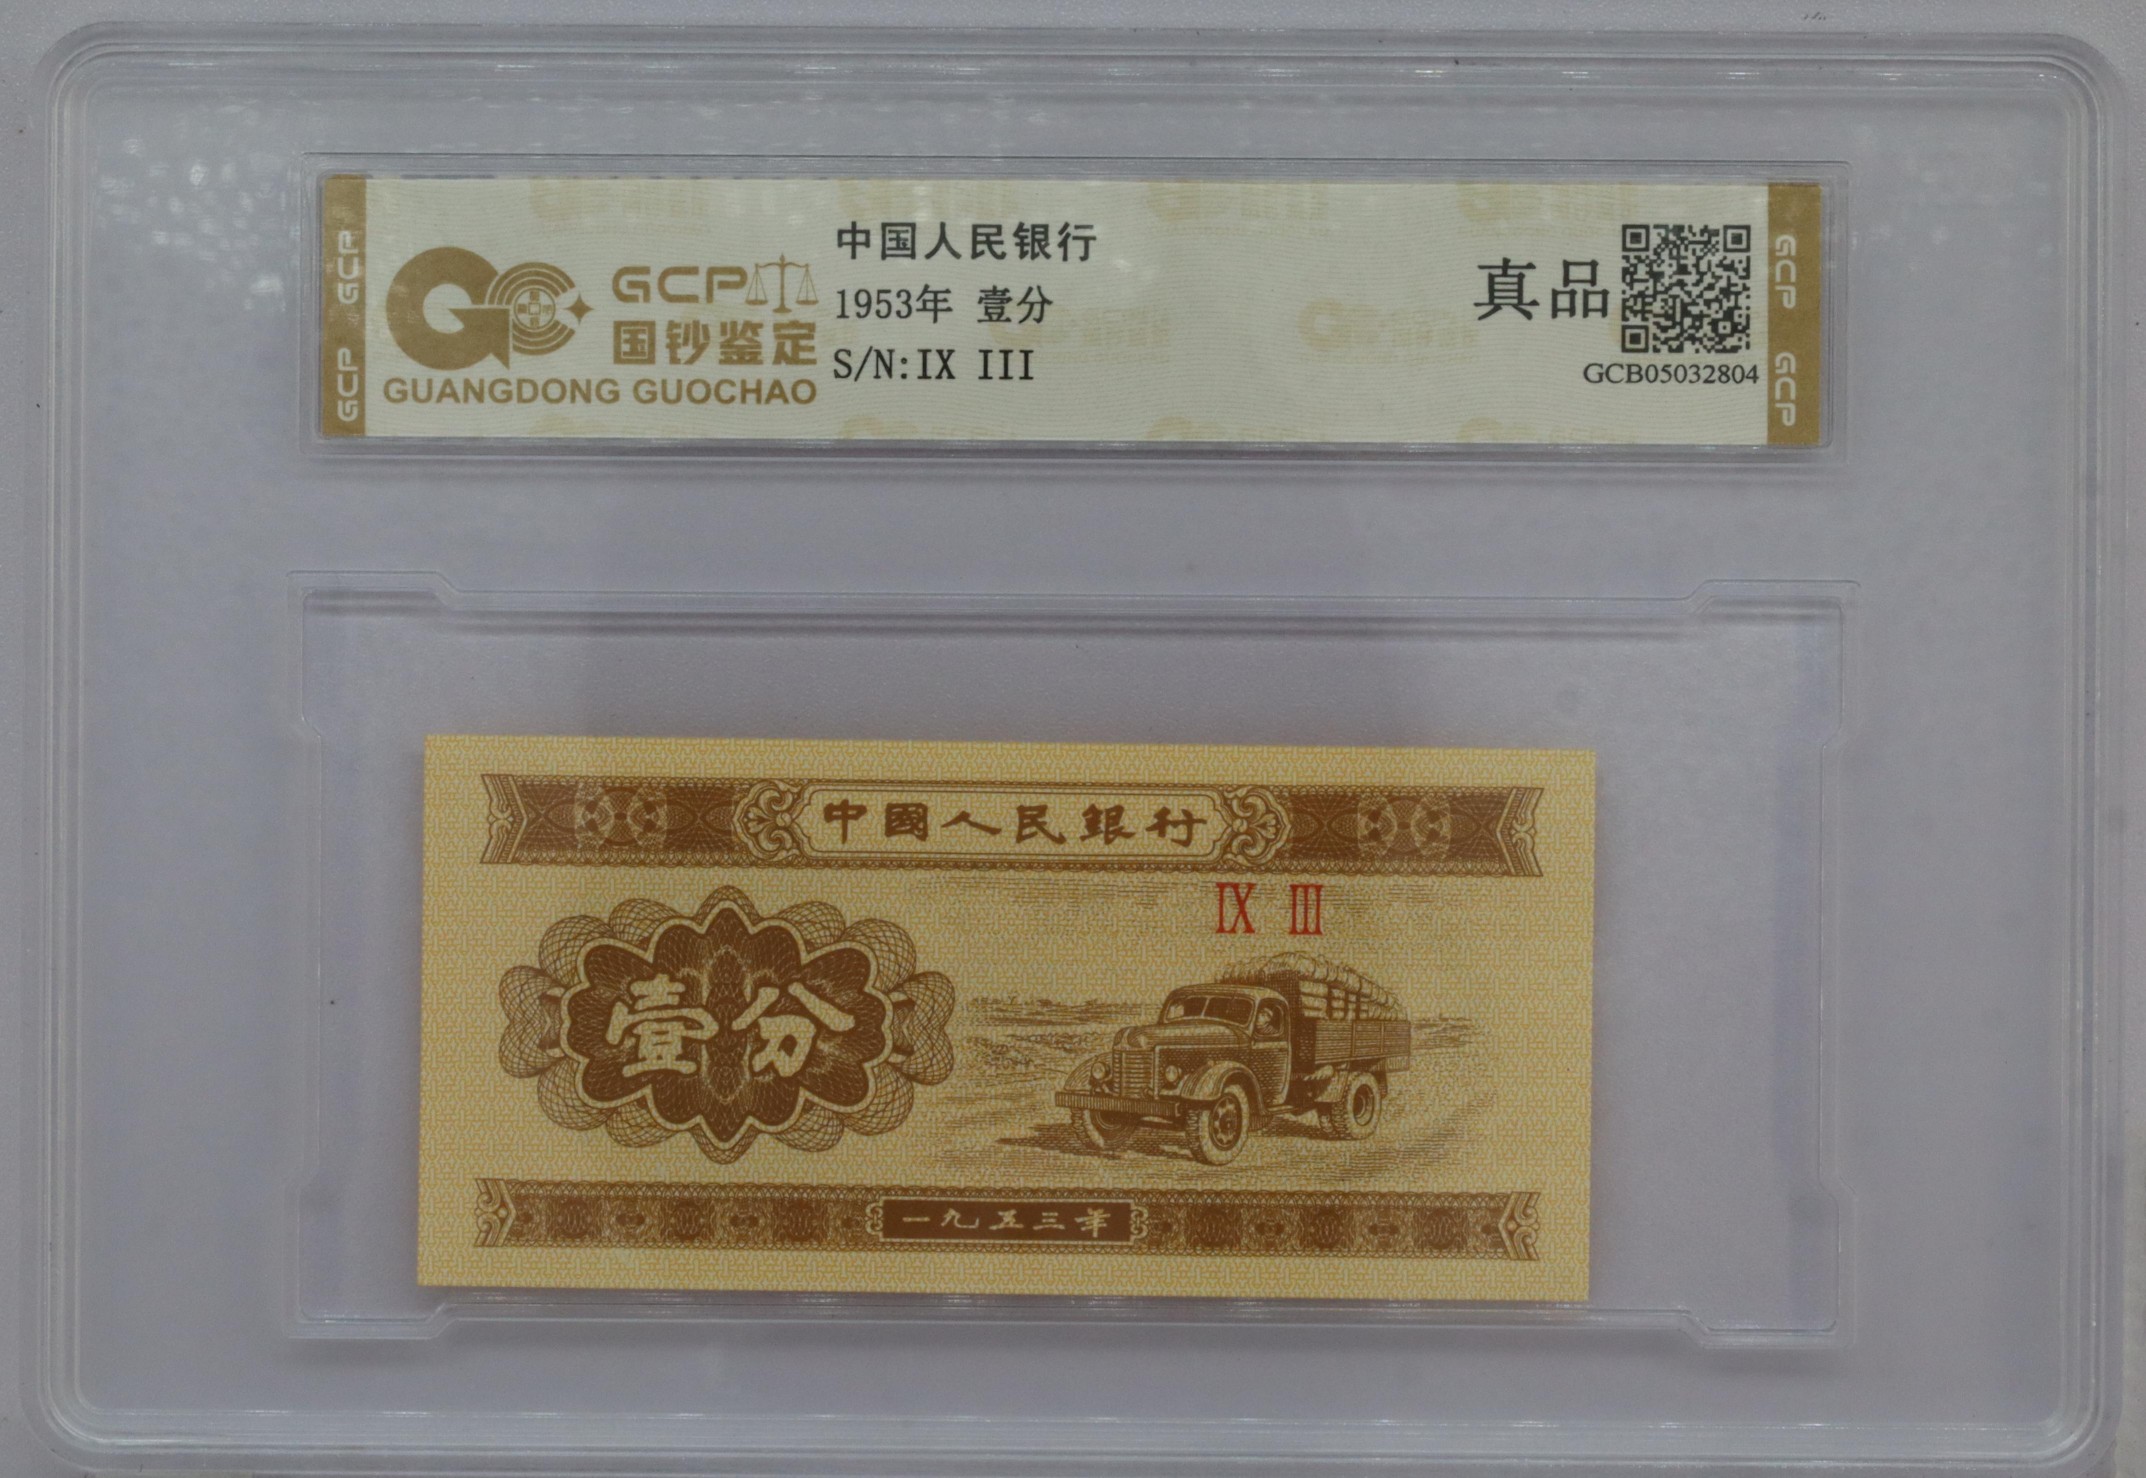 GCP GCP
GCP
国钞鉴定
GUANGDONG GUOCHAO
中国人民银行
1953年 壹分
S/N:IX III
真品
GCB05032804
GCP GCP
中國人民銀行
IX III
壹分
一九五三年